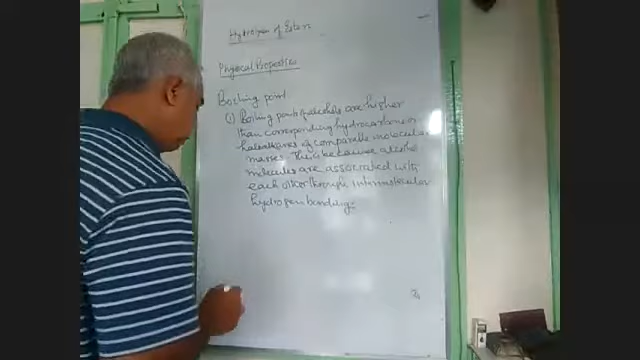 Hydrolysis of Esters
Physical Properties
Boiling point
(1) Boiling points of alcohols are higher
than corresponding hydrocarbons or
haloalkanes of comparable molecular
masses. This is because alcohol
molecules are associated with
each other through intermolecular
hydrogen bonding.